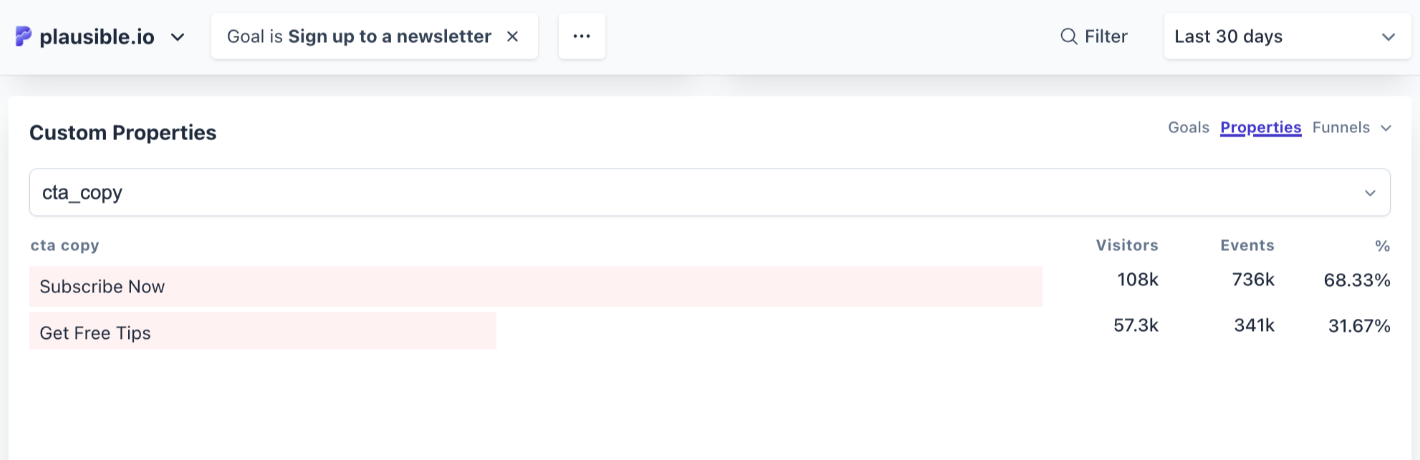 plausible.io Goal is Sign up to a newsletter × ... Filter Last 30 days
Custom Properties Goals Properties Funnels
cta_copy
cta copy Visitors Events %
Subscribe Now 108k 736k 68.33%
Get Free Tips 57.3k 341k 31.67%